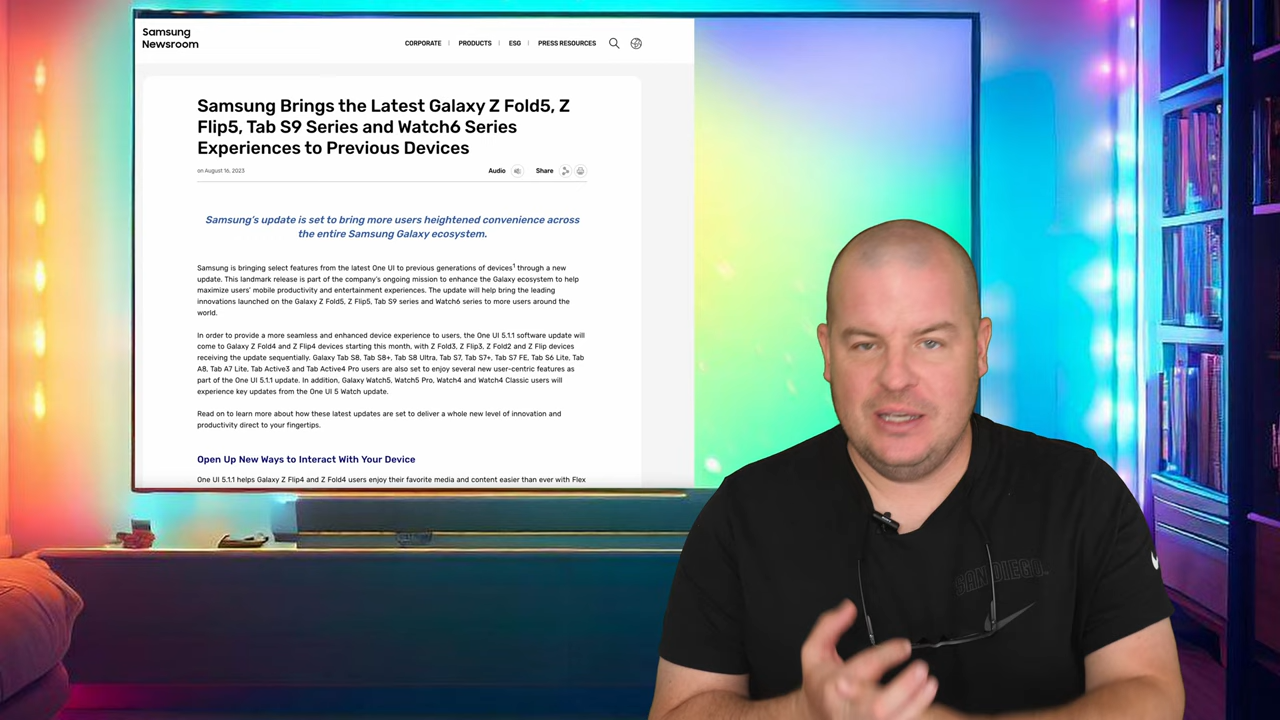 Samsung
Newsroom
CORPORATE | PRODUCTS | ESG | PRESS RESOURCES
Samsung Brings the Latest Galaxy Z Fold5, Z
Flip5, Tab S9 Series and Watch6 Series
Experiences to Previous Devices
on August 16, 2023
Audio Share
Samsung's update is set to bring more users heightened convenience across
the entire Samsung Galaxy ecosystem.
Samsung is bringing select features from the latest One UI to previous generations of devices1 through a new
update. This landmark release is part of the company's ongoing mission to enhance the Galaxy ecosystem to help
maximize users' mobile productivity and entertainment experiences. The update will help bring the leading
innovations launched on the Galaxy Z Fold5, Z Flip5, Tab S9 series and Watch6 series to more users around the
world.
In order to provide a more seamless and enhanced device experience to users, the One UI 5.1.1 software update will
come to Galaxy Z Fold4 and Z Flip4 devices starting this month, with Z Fold3, Z Flip3, Z Fold2 and Z Flip devices
receiving the update sequentially. Galaxy Tab S8, Tab S8+, Tab S8 Ultra, Tab S7, Tab S7+, Tab S7 FE, Tab S6 Lite, Tab
A8, Tab A7 Lite, Tab Active3 and Tab Active4 Pro users are also set to enjoy several new user-centric features as
part of the One UI 5.1.1 update. In addition, Galaxy Watch5, Watch5 Pro, Watch4 and Watch4 Classic users will
experience key updates from the One UI 5 Watch update.
Read on to learn more about how these latest updates are set to deliver a whole new level of innovation and
productivity direct to your fingertips.
Open Up New Ways to Interact With Your Device
One UI 5.1.1 helps Galaxy Z Flip4 and Z Fold4 users enjoy their favorite media and content easier than ever with Flex
SAN DIEGO